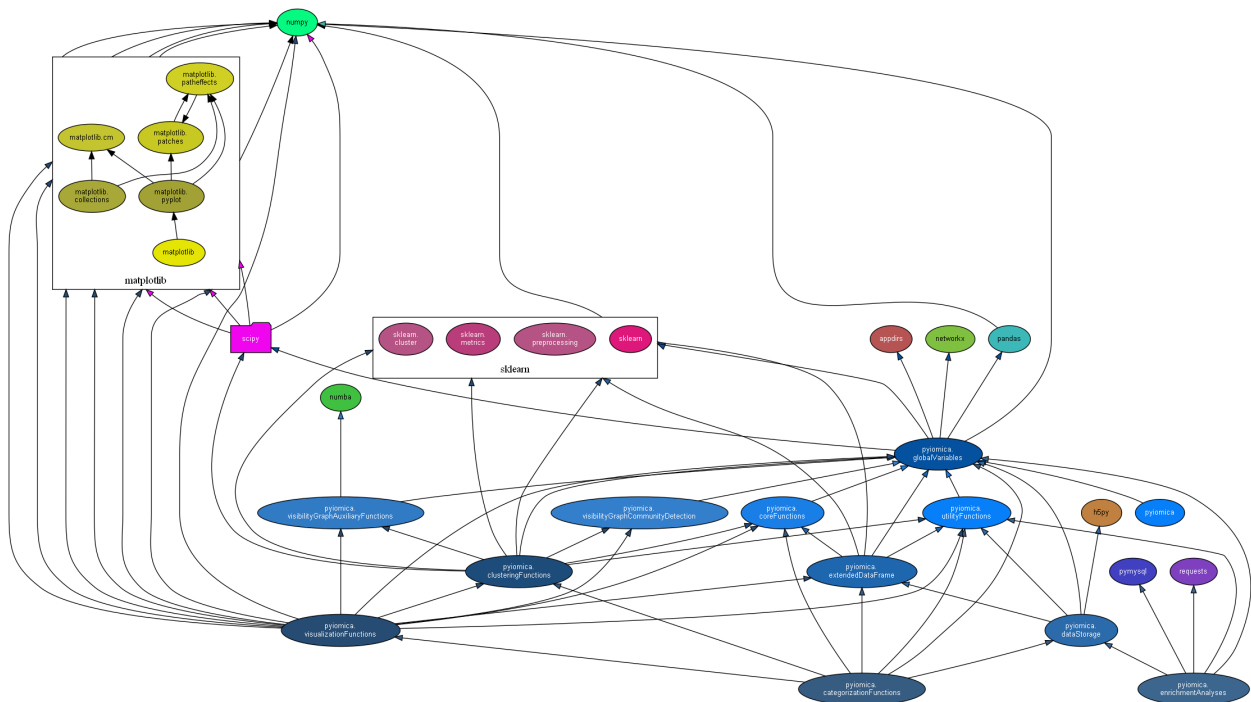 numpy
matplotlib.
patheffects
matplotlib.cm
matplotlib.
patches
matplotlib.
collections
matplotlib.
pyplot
matplotlib
matplotlib
scipy
sklearn.
cluster
sklearn.
metrics
sklearn.
preprocessing
sklearn
sklearn
appdirs
networkx
pandas
numba
pyiomica.
globalVariables
pyiomica.
visibilityGraphAuxiliaryFunctions
pyiomica.
visibilityGraphCommunityDetection
pyiomica.
coreFunctions
pyiomica.
utilityFunctions
h5py
pyiomica
pyiomica.
clusteringFunctions
pyiomica.
extendedDataFrame
pymysql
requests
pyiomica.
visualizationFunctions
pyiomica.
dataStorage
pyiomica.
categorizationFunctions
pyiomica.
enrichmentAnalyses